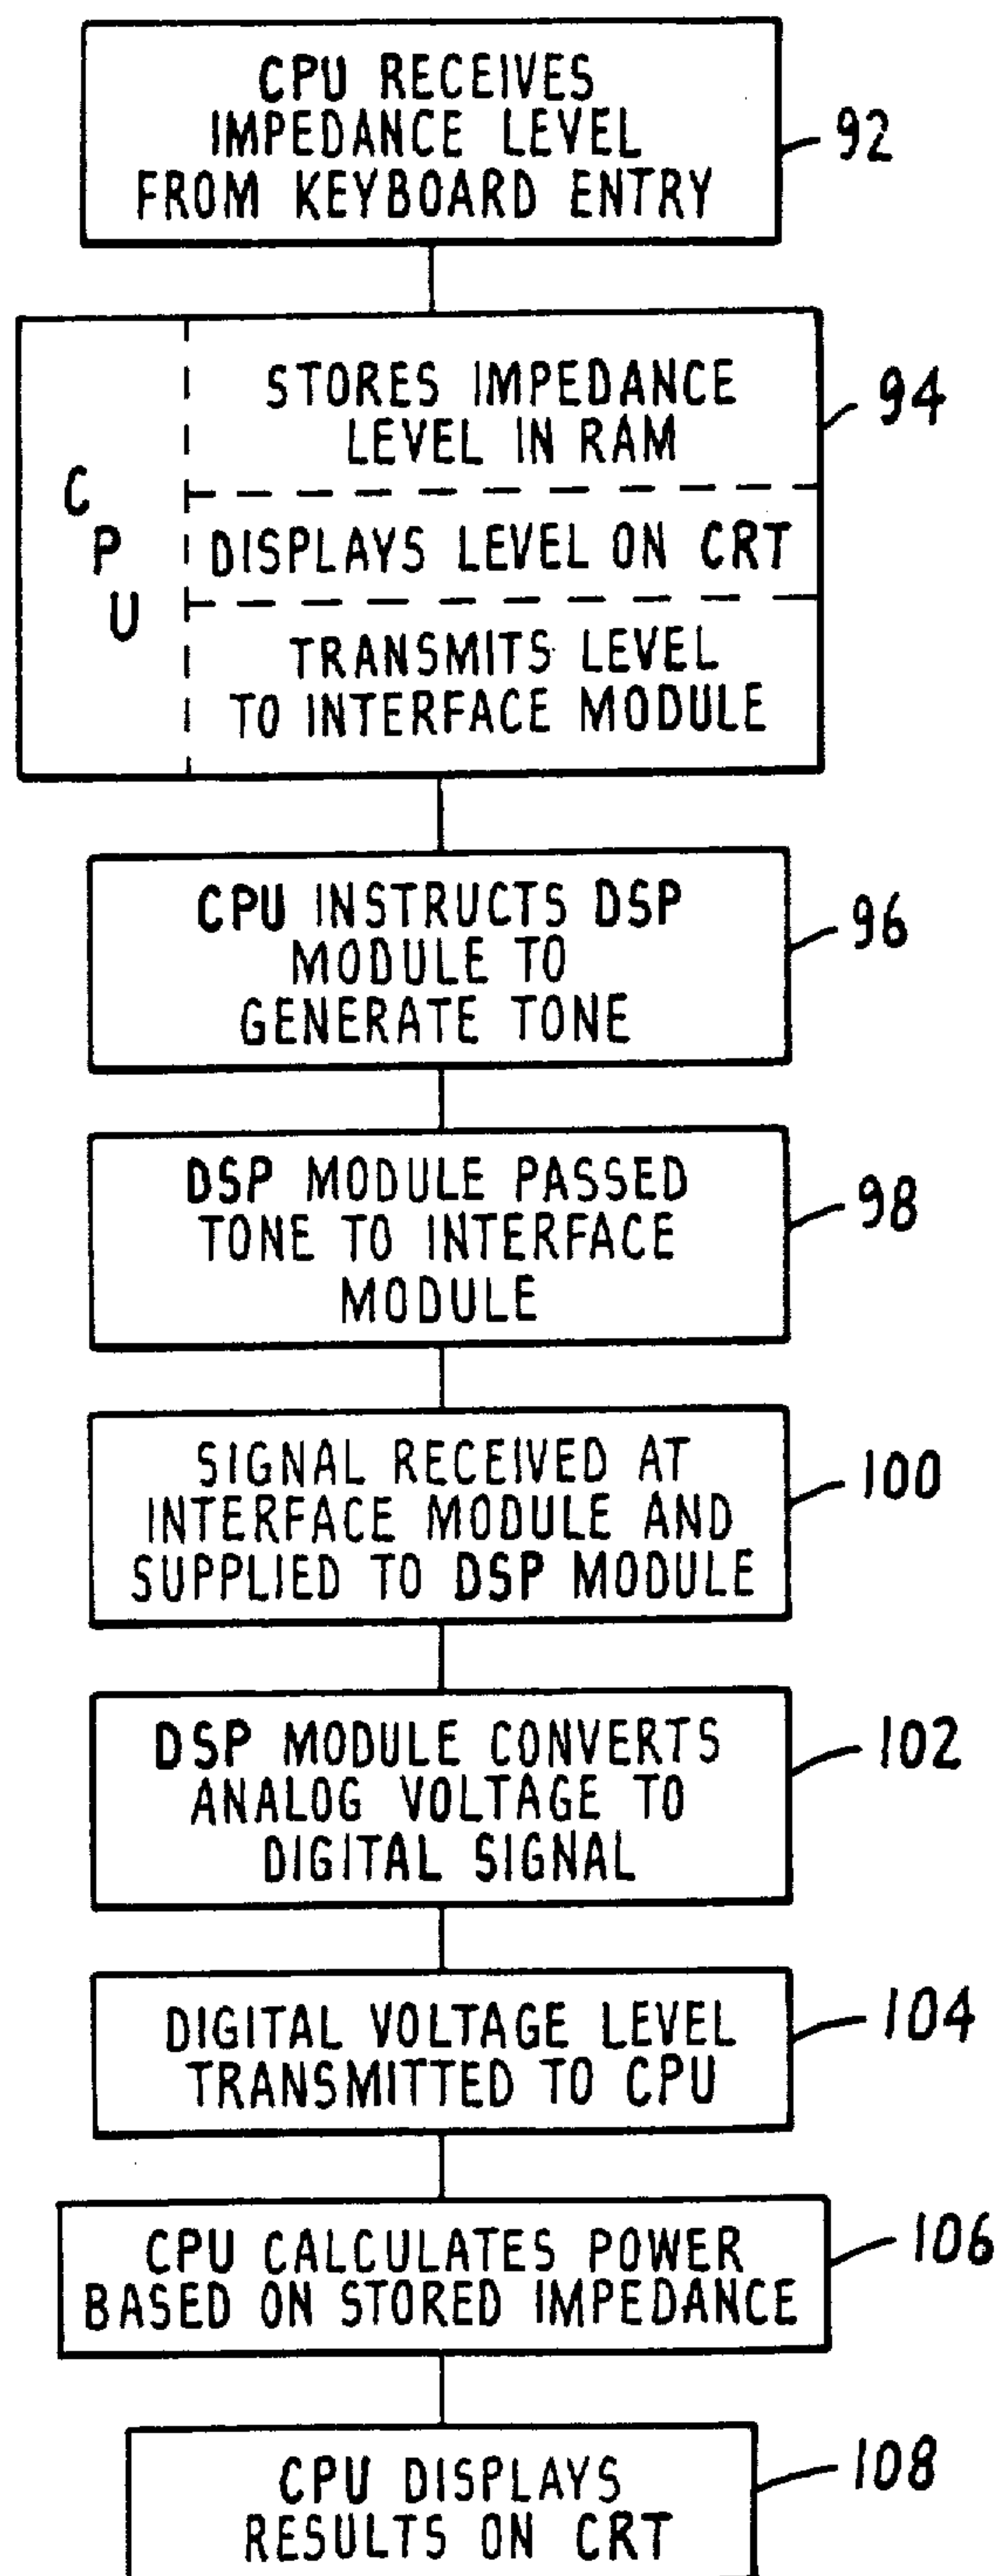 CPU RECEIVES
IMPEDANCE LEVEL
FROM KEYBOARD ENTRY
92
CPU
STORES IMPEDANCE
LEVEL IN RAM
94
DISPLAYS LEVEL ON CRT
TRANSMITS LEVEL
TO INTERFACE MODULE
CPU INSTRUCTS DSP
MODULE TO
GENERATE TONE
96
DSP MODULE PASSED
TONE TO INTERFACE
MODULE
98
SIGNAL RECEIVED AT
INTERFACE MODULE AND
SUPPLIED TO DSP MODULE
100
DSP MODULE CONVERTS
ANALOG VOLTAGE TO
DIGITAL SIGNAL
102
DIGITAL VOLTAGE LEVEL
TRANSMITTED TO CPU
104
CPU CALCULATES POWER
BASED ON STORED IMPEDANCE
106
CPU DISPLAYS
RESULTS ON CRT
108